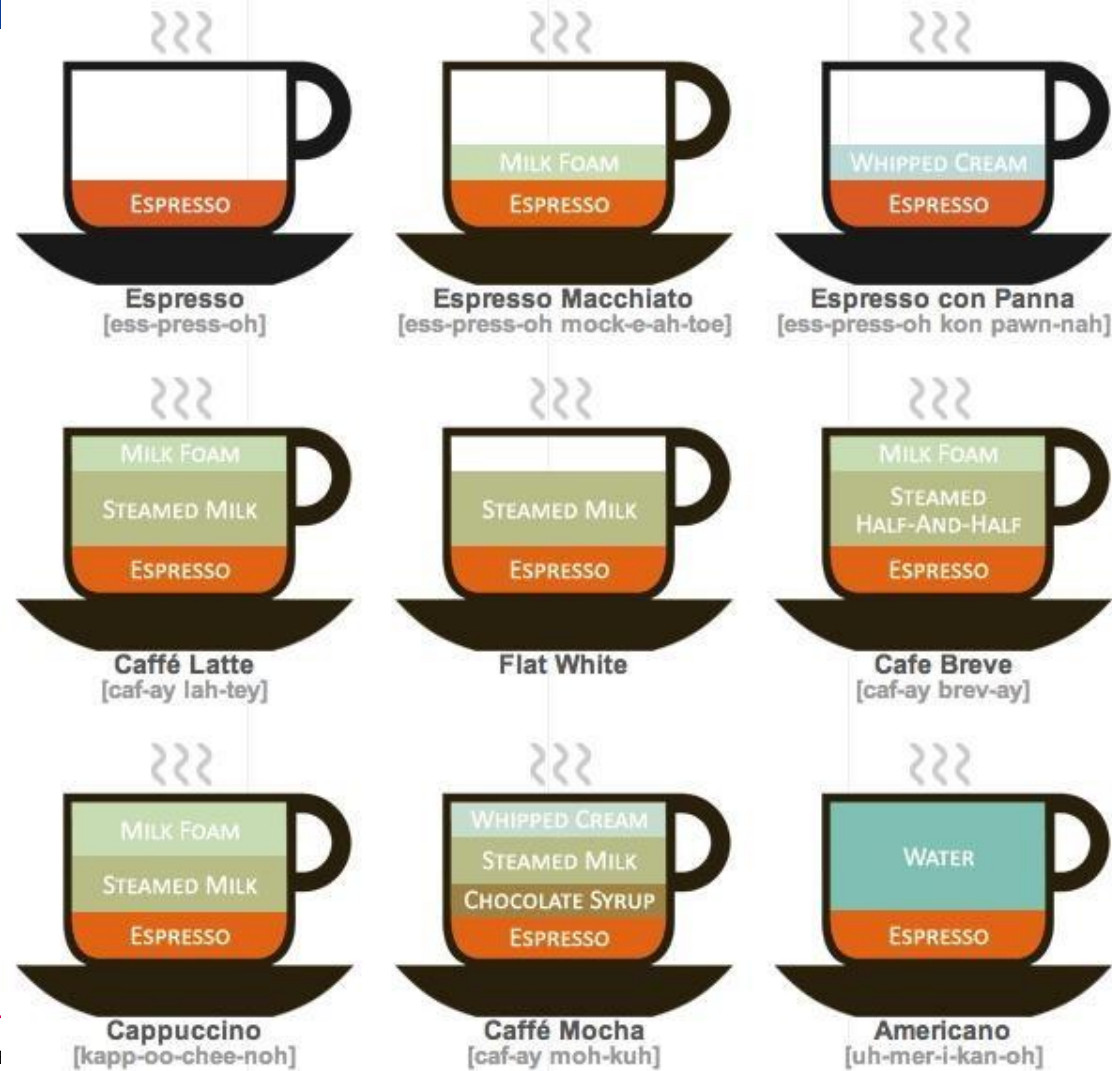 Espresso
Espresso
[ess-press-oh]
Milk Foam
Espresso
Espresso Macchiato
[ess-press-oh mock-e-ah-toe]
Whipped Cream
Espresso
Espresso con Panna
[ess-press-oh kon pawn-nah]
Milk Foam
Steamed Milk
Espresso
Caffé Latte
[caf-ay lah-tey]
Steamed Milk
Espresso
Flat White
Milk Foam
Steamed
Half-And-Half
Espresso
Cafe Breve
[caf-ay brev-ay]
Milk Foam
Steamed Milk
Espresso
Cappuccino
[kapp-oo-chee-noh]
Whipped Cream
Steamed Milk
Chocolate Syrup
Espresso
Caffé Mocha
[caf-ay moh-kuh]
Water
Espresso
Americano
[uh-mer-i-kan-oh]